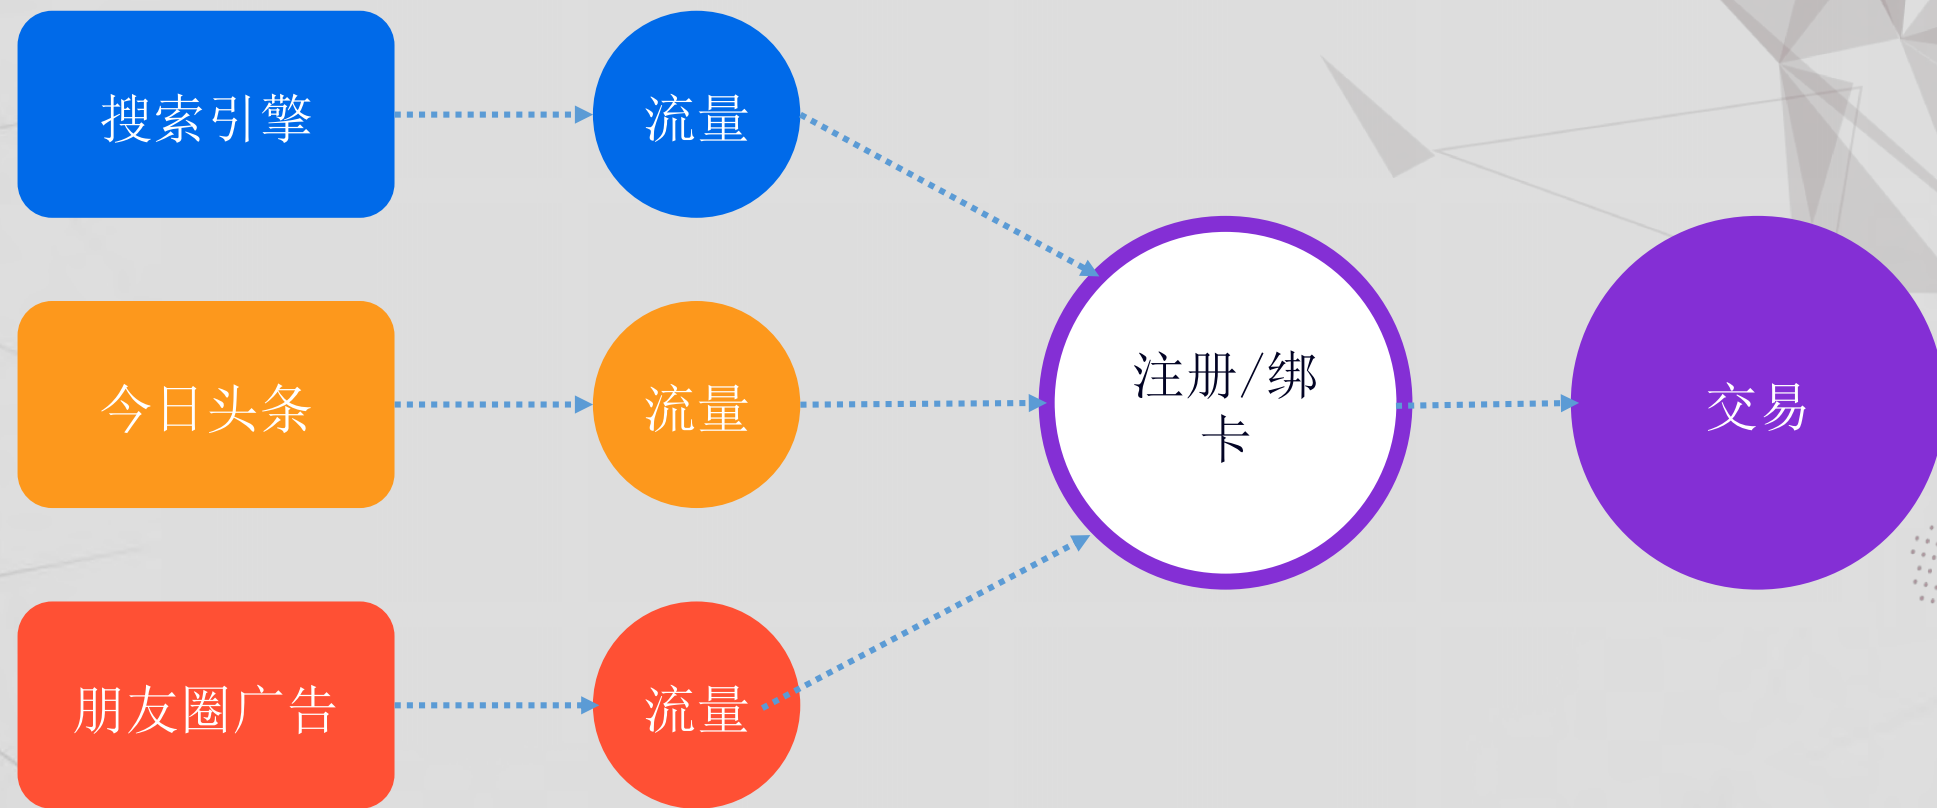 搜索引擎
流量
今日头条
流量
注册/绑
卡
交易
朋友圈广告
流量